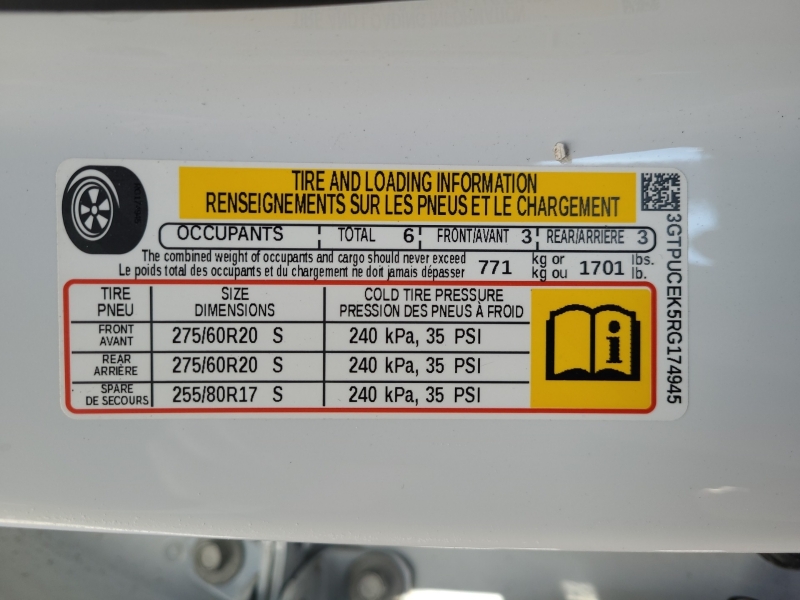 TIRE AND LOADING INFORMATION
RENSEIGNEMENTS SUR LES PNEUS ET LE CHARGEMENT
OCCUPANTS TOTAL 6 FRONT/AVANT 3 REAR/ARRIÈRE 3
The combined weight of occupants and cargo should never exceed 771 kg or 1701 lbs.
Le poids total des occupants et du chargement ne doit jamais dépasser kg ou lb.
TIRE SIZE COLD TIRE PRESSURE
PNEU DIMENSIONS PRESSION DES PNEUS À FROID
FRONT
AVANT 275/60R20 S 240 kPa, 35 PSI
REAR
ARRIÈRE 275/60R20 S 240 kPa, 35 PSI
SPARE
DE SECOURS 255/80R17 S 240 kPa, 35 PSI
3GTPUCEK5RG174945